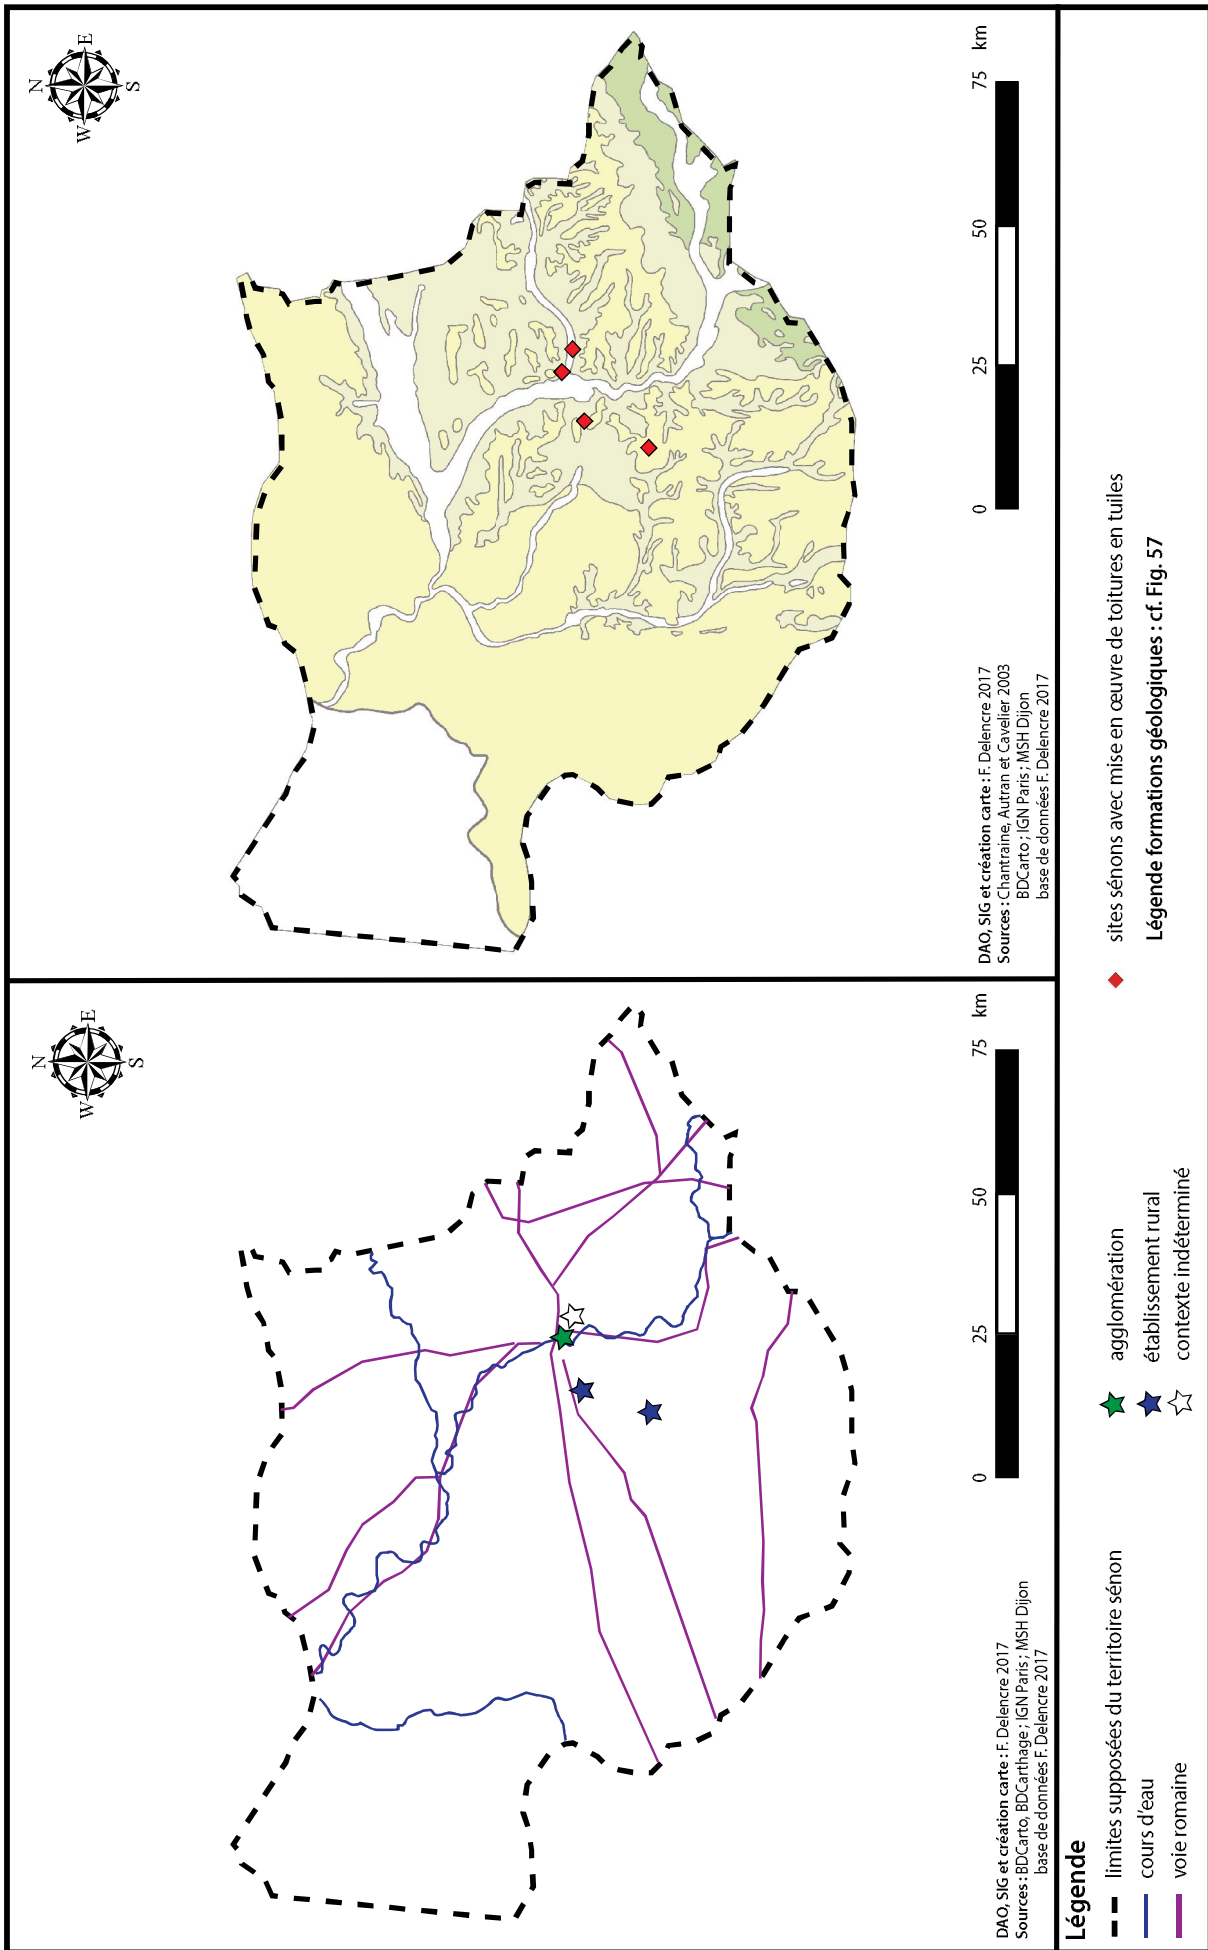 N
E
S
W
km
0
25
50
75
DAO, SIG et création carte : F. Delencre 2017
Sources : BDCarto, BDCarthage ; IGN Paris ; MSH Dijon
base de données F. Delencre 2017
N
E
S
W
km
0
25
50
75
DAO, SIG et création carte : F. Delencre 2017
Sources : Chantraine, Autran et Cavelier 2003
BDCarto ; IGN Paris ; MSH Dijon
base de données F. Delencre 2017
Légende
limites supposées du territoire sénon
cours d'eau
voie romaine
agglomération
établissement rural
contexte indéterminé
sites sénons avec mise en œuvre de toitures en tuiles
Légende formations géologiques : cf. Fig. 57